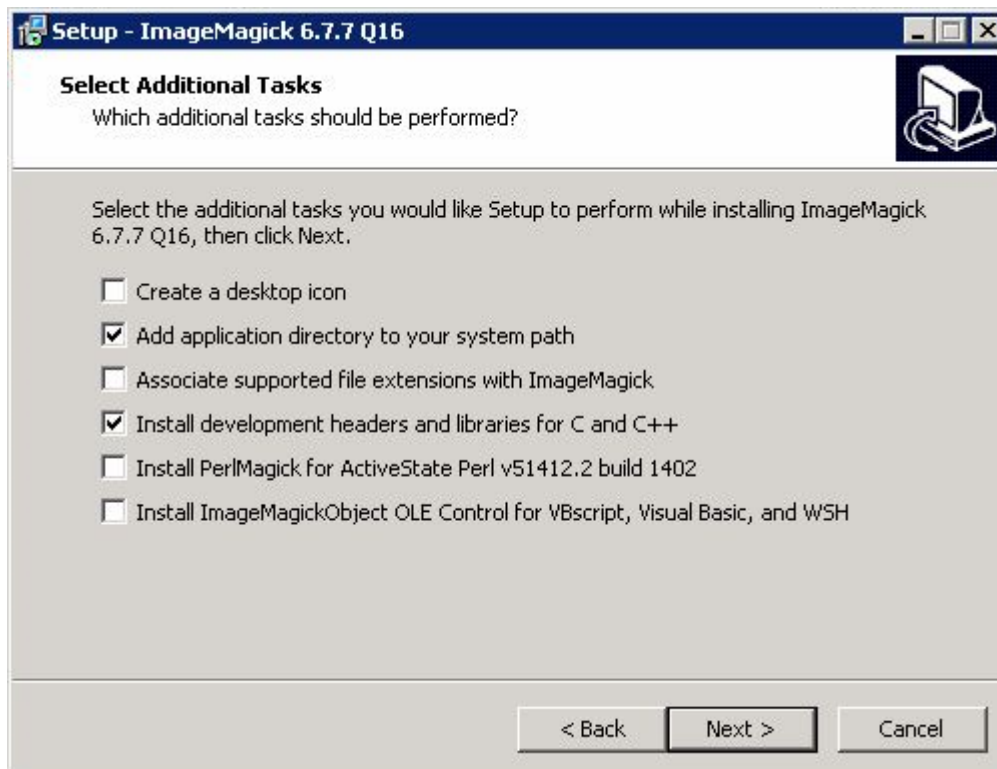 Setup - ImageMagick 6.7.7 Q16
Select Additional Tasks
Which additional tasks should be performed?
Select the additional tasks you would like Setup to perform while installing ImageMagick
6.7.7 Q16, then click Next.
Create a desktop icon
Add application directory to your system path
Associate supported file extensions with ImageMagick
Install development headers and libraries for C and C++
Install PerlMagick for ActiveState Perl v51412.2 build 1402
Install ImageMagickObject OLE Control for VBscript, Visual Basic, and WSH
< Back
Next >
Cancel